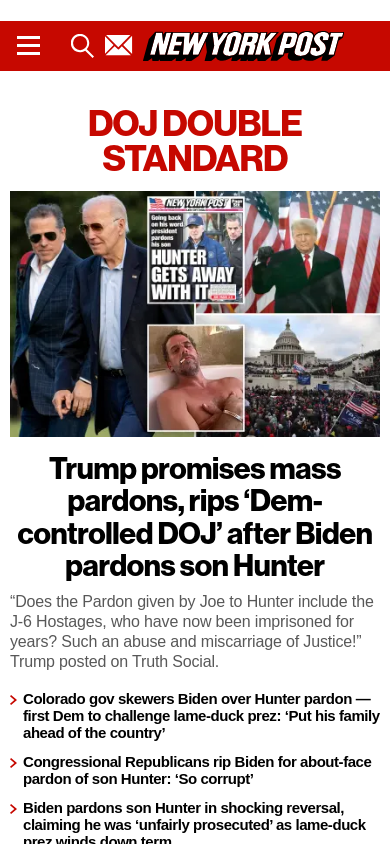 NEW YORK POST
DOJ DOUBLE
STANDARD
NEW YORK POST
Going back
on his word,
president
pardons
his son
HUNTER
GETS AWAY
WITH IT
Trump promises mass
pardons, rips ‘Dem-
controlled DOJ’ after Biden
pardons son Hunter
“Does the Pardon given by Joe to Hunter include the
J-6 Hostages, who have now been imprisoned for
years? Such an abuse and miscarriage of Justice!”
Trump posted on Truth Social.
Colorado gov skewers Biden over Hunter pardon —
first Dem to challenge lame-duck prez: ‘Put his family
ahead of the country’
Congressional Republicans rip Biden for about-face
pardon of son Hunter: ‘So corrupt’
Biden pardons son Hunter in shocking reversal,
claiming he was ‘unfairly prosecuted’ as lame-duck
prez winds down term